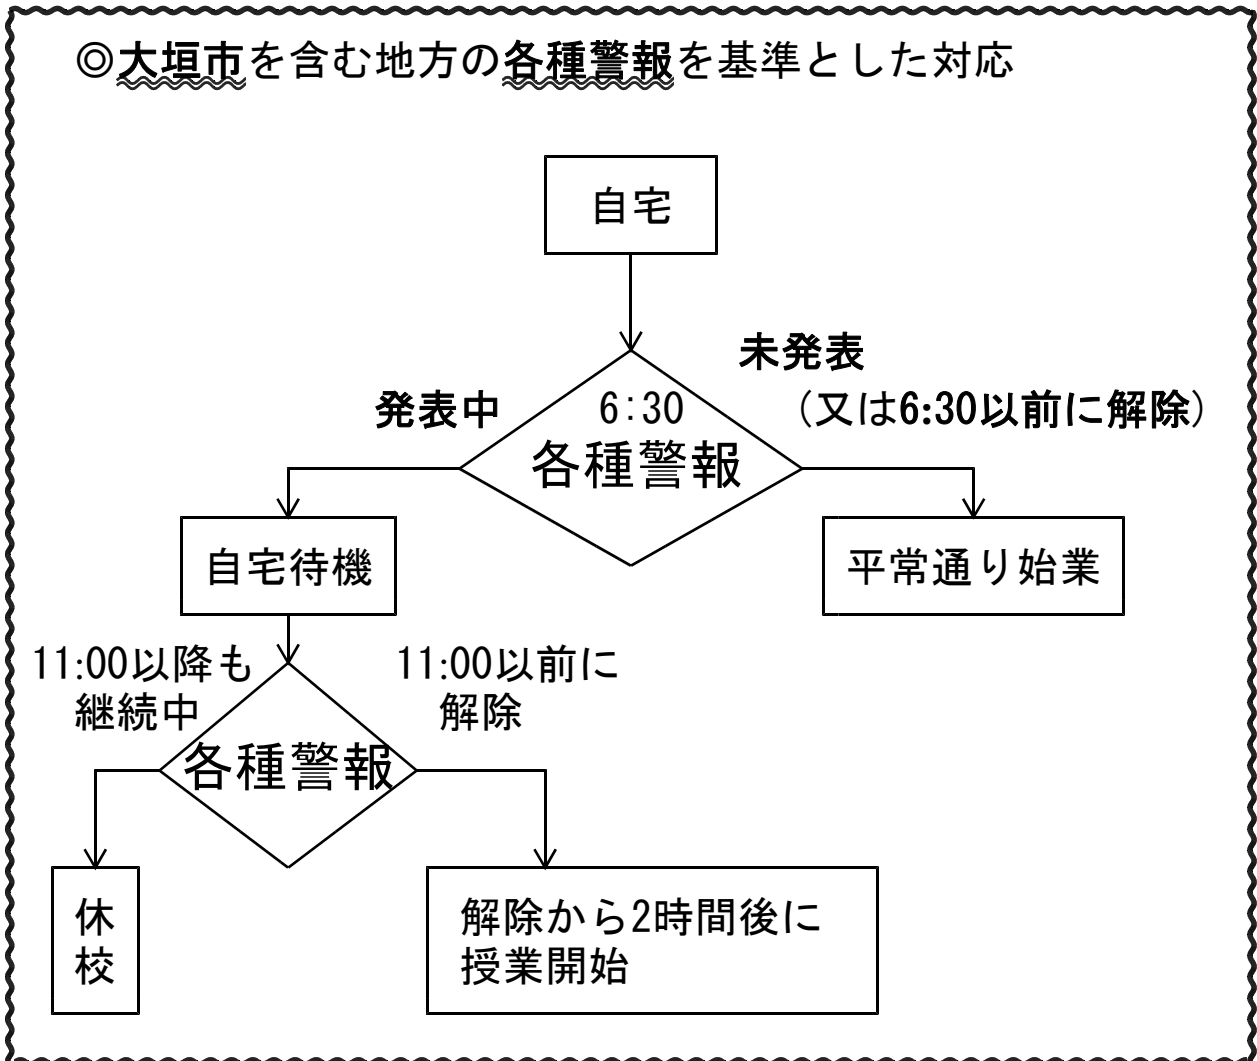 ◎大垣市を含む地方の各種警報を基準とした対応
自宅
未発表
発表中
6:30
(又は6:30以前に解除)
各種警報
自宅待機
平常通り始業
11:00以降も
継続中
11:00以前に
解除
各種警報
休
校
解除から2時間後に
授業開始